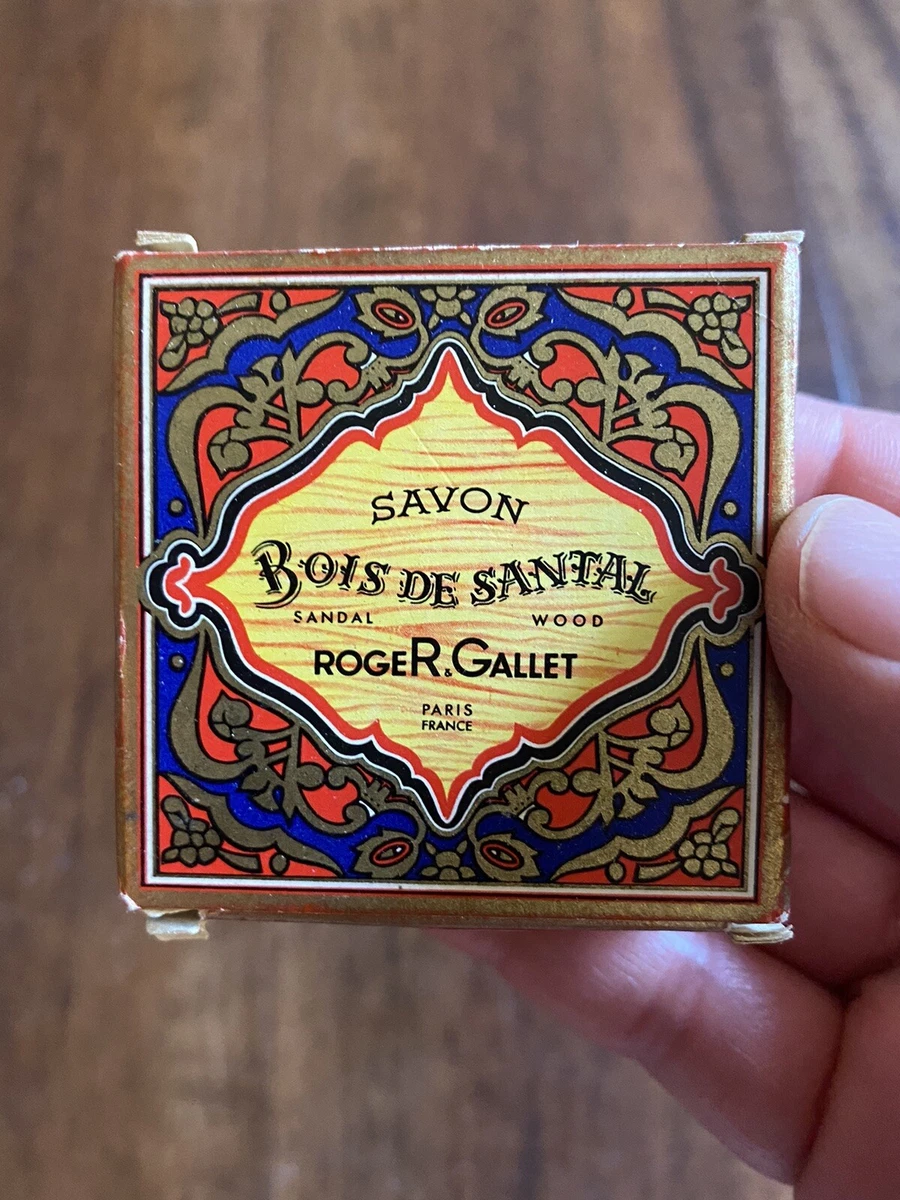 SAVON
BOIS DE SANTAL
SANDAL WOOD
ROGER & GALLET
PARIS
FRANCE